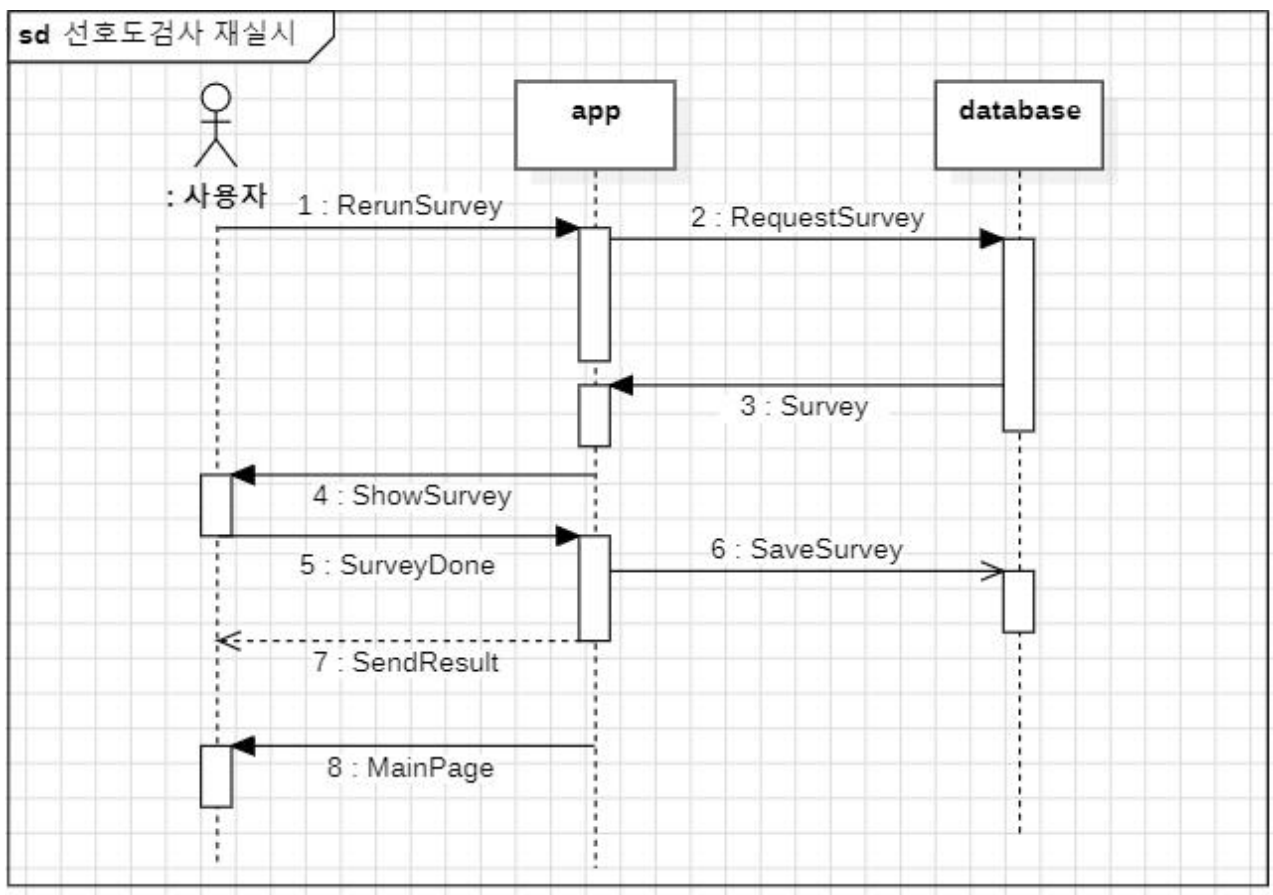 sd 선호도검사 재실시
app
database
: 사용자
1 : RerunSurvey
2 : RequestSurvey
3 : Survey
4 : ShowSurvey
5 : SurveyDone
6 : SaveSurvey
7 : SendResult
8 : MainPage